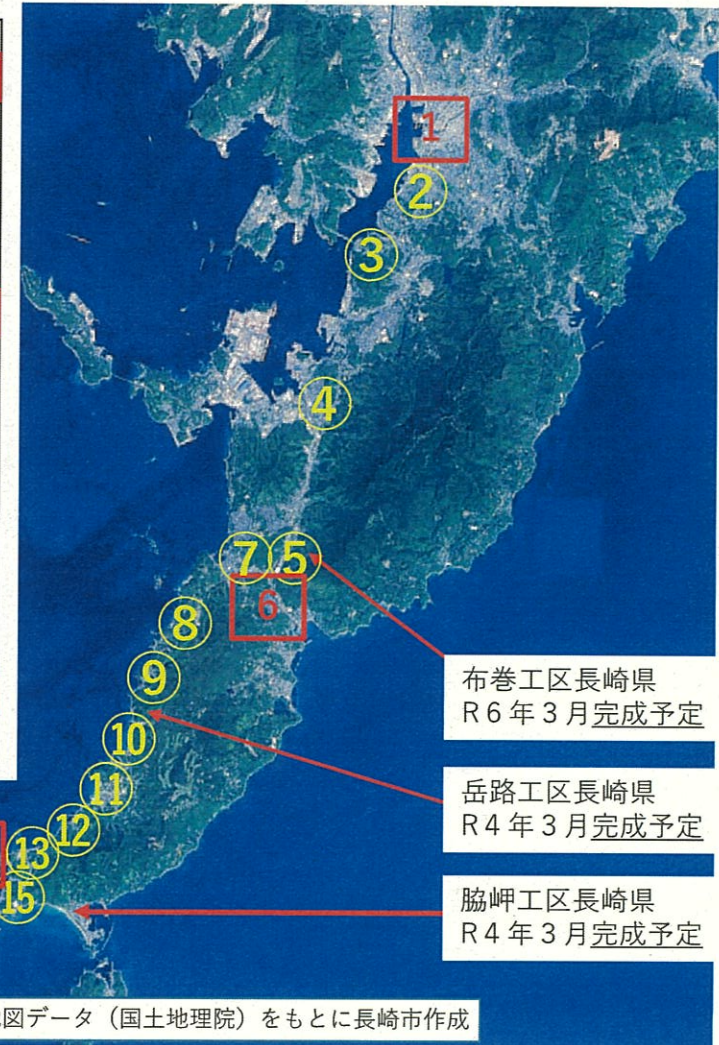 1
②
③
④
⑦
⑤
6
⑧
⑨
⑩
⑪
⑫
⑬
⑮
布巻工区長崎県
R6年3月完成予定
岳路工区長崎県
R4年3月完成予定
脇岬工区長崎県
R4年3月完成予定
図データ（国土地理院）をもとに長崎市作成